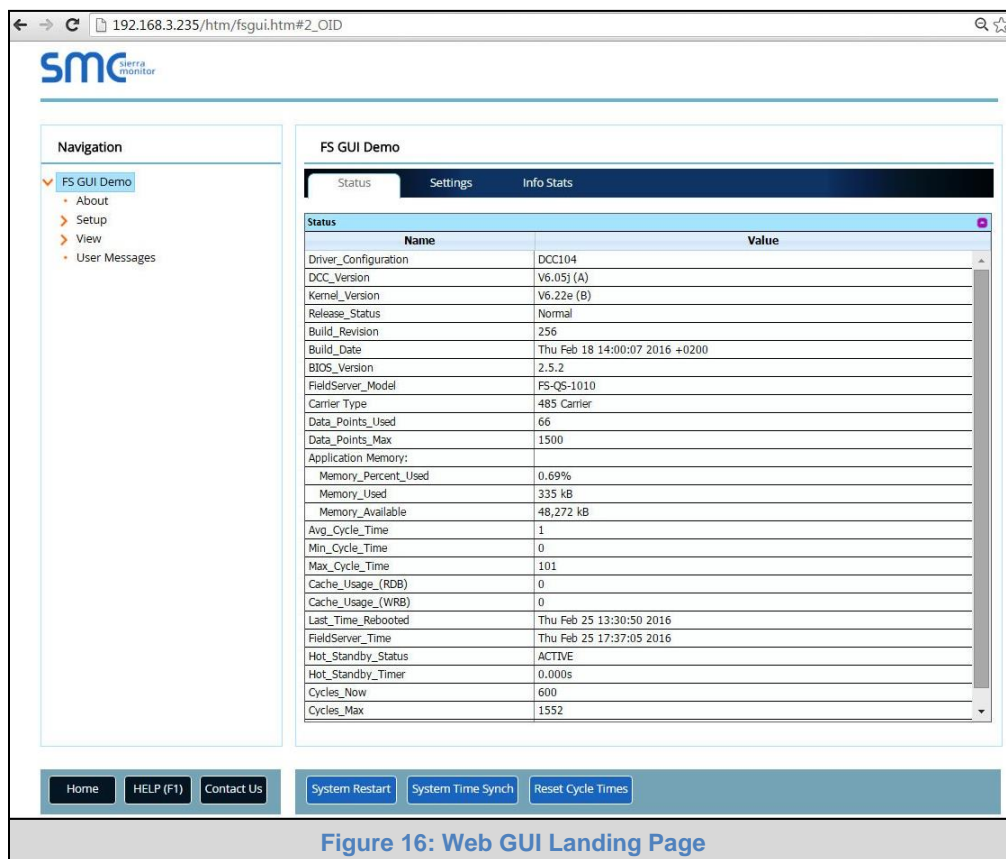 192.168.3.235/htm/fsgui.htm#2_OID
SMC sierra monitor
Navigation
FS GUI Demo
About
Setup
View
User Messages
FS GUI Demo
Status Settings Info Stats
Status
Name Value
Driver_Configuration DCC104
DCC_Version V6.05j (A)
Kernel_Version V6.22e (B)
Release_Status Normal
Build_Revision 256
Build_Date Thu Feb 18 14:00:07 2016 +0200
BIOS_Version 2.5.2
FieldServer_Model FS-QS-1010
Carrier Type 485 Carrier
Data_Points_Used 66
Data_Points_Max 1500
Application Memory:
Memory_Percent_Used 0.69%
Memory_Used 335 kB
Memory_Available 48,272 kB
Avg_Cycle_Time 1
Min_Cycle_Time 0
Max_Cycle_Time 101
Cache_Usage_(RDB) 0
Cache_Usage_(WRB) 0
Last_Time_Rebooted Thu Feb 25 13:30:50 2016
FieldServer_Time Thu Feb 25 17:37:05 2016
Hot_Standby_Status ACTIVE
Hot_Standby_Timer 0.000s
Cycles_Now 600
Cycles_Max 1552
Home HELP (F1) Contact Us System Restart System Time Synch Reset Cycle Times
Figure 16: Web GUI Landing Page